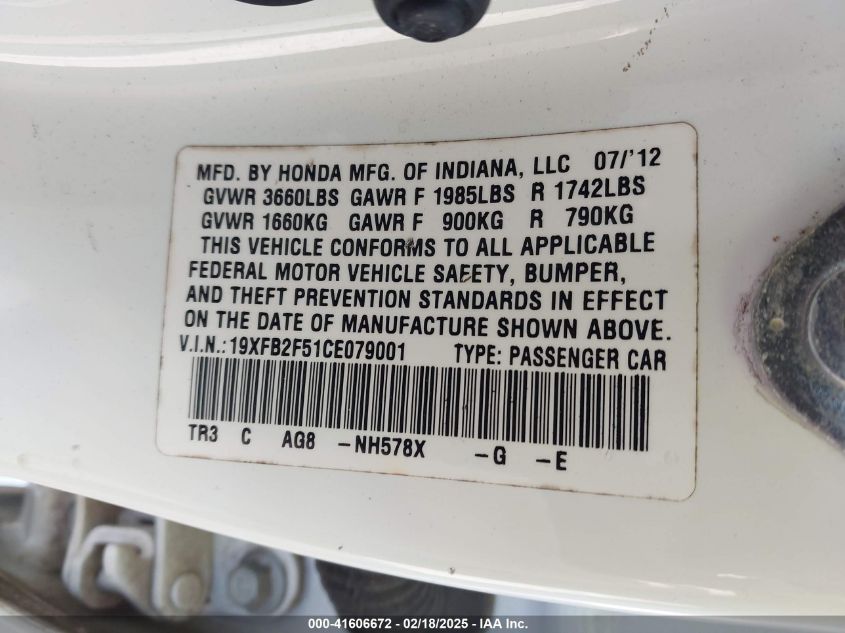 MFD. BY HONDA MFG. OF INDIANA, LLC 07/'12
GVWR 3660LBS GAWR F 1985LBS R 1742LBS
GVWR 1660KG GAWR F 900KG R 790KG
THIS VEHICLE CONFORMS TO ALL APPLICABLE
FEDERAL MOTOR VEHICLE SAFETY, BUMPER,
AND THEFT PREVENTION STANDARDS IN EFFECT
ON THE DATE OF MANUFACTURE SHOWN ABOVE.
V.I.N.:19XFB2F51CE079001 TYPE: PASSENGER CAR
TR3 C AG8 -NH578X -G -E
000-41606672 - 02/18/2025 - IAA Inc.